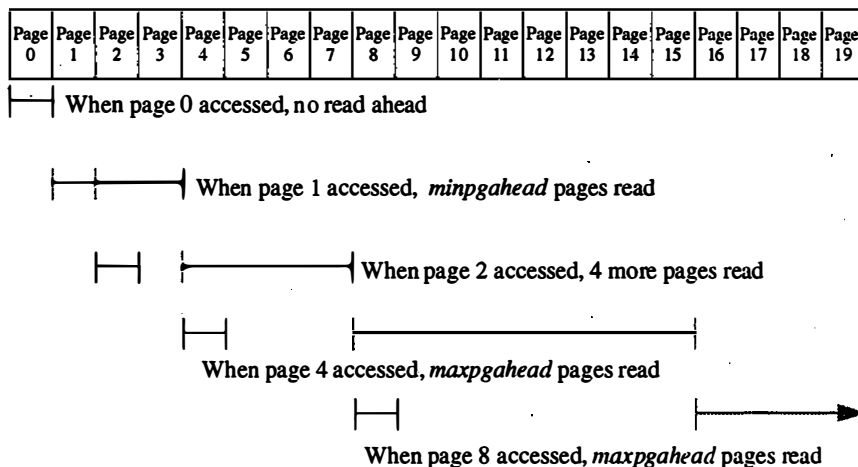 Page Page Page Page Page Page Page Page Page Page Page Page Page Page Page Page Page Page Page Page
0 1 2 3 4 5 6 7 8 9 10 11 12 13 14 15 16 17 18 19
When page 0 accessed, no read ahead
When page 1 accessed, minpgahead pages read
When page 2 accessed, 4 more pages read
When page 4 accessed, maxpgahead pages read
When page 8 accessed, maxpgahead pages read